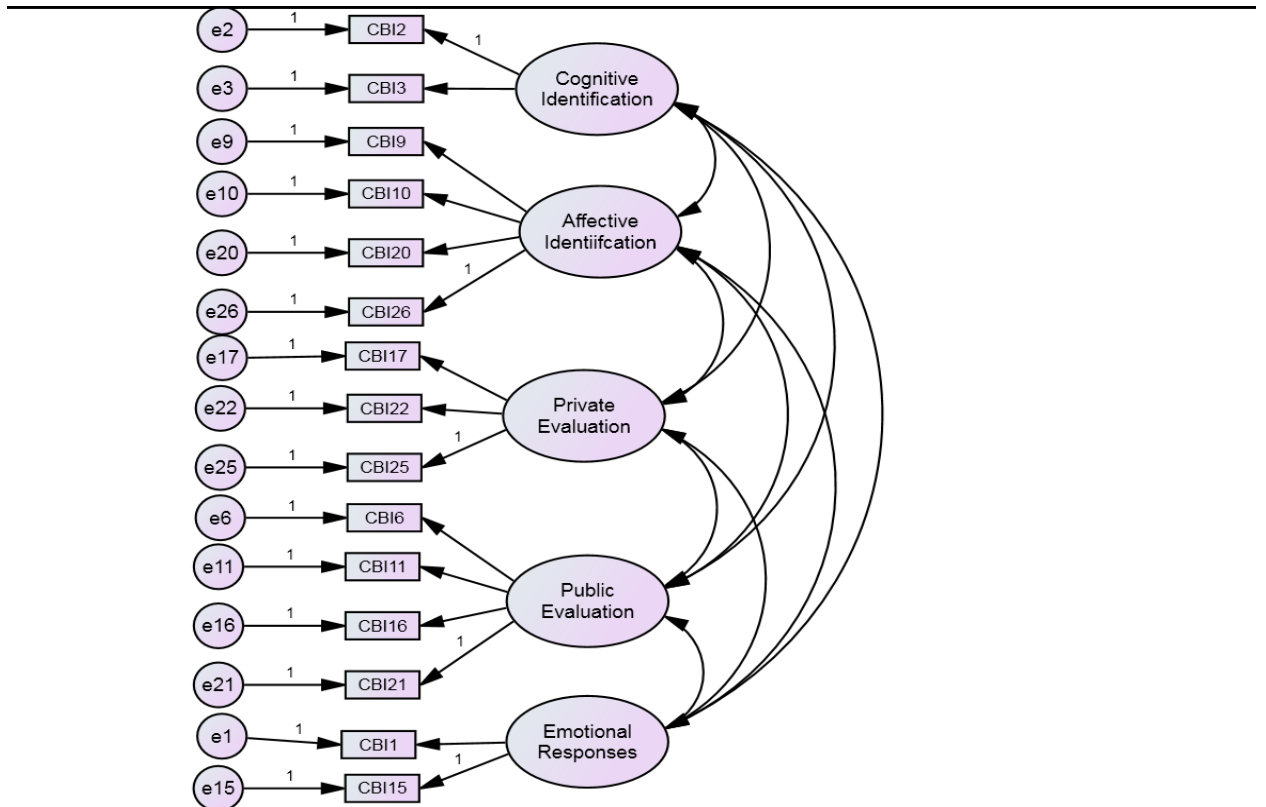 e2 1 CBI2 1
e3 1 CBI3
Cognitive
Identification
e9 1 CBI9
e10 1 CBI10
e20 1 CBI20
Affective
Identiifcation
1
e26 1 CBI26
e17 1 CBI17
e22 1 CBI22
Private
Evaluation
1
e25 1 CBI25
e6 1 CBI6
e11 1 CBI11
e16 1 CBI16
Public
Evaluation
1
e21 1 CBI21
e1 1 CBI1
Emotional
Responses
1
e15 1 CBI15